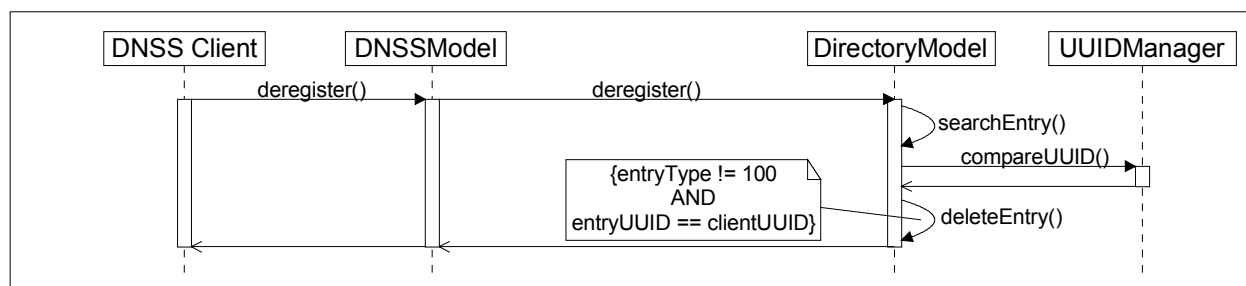 DNSS Client
DNSSModel
DirectoryModel
UUIDManager
deregister()
deregister()
searchEntry()
compareUUID()
{entryType != 100
AND
entryUUID == clientUUID}
deleteEntry()